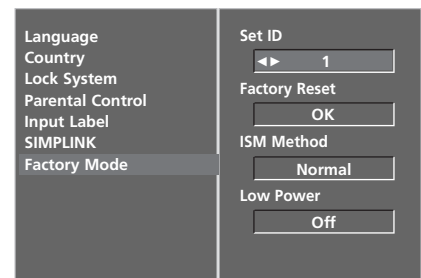 Language
Country
Lock System
Parental Control
Input Label
SIMPLINK
Factory Mode
Set ID
◄► 1
Factory Reset
OK
ISM Method
Normal
Low Power
Off